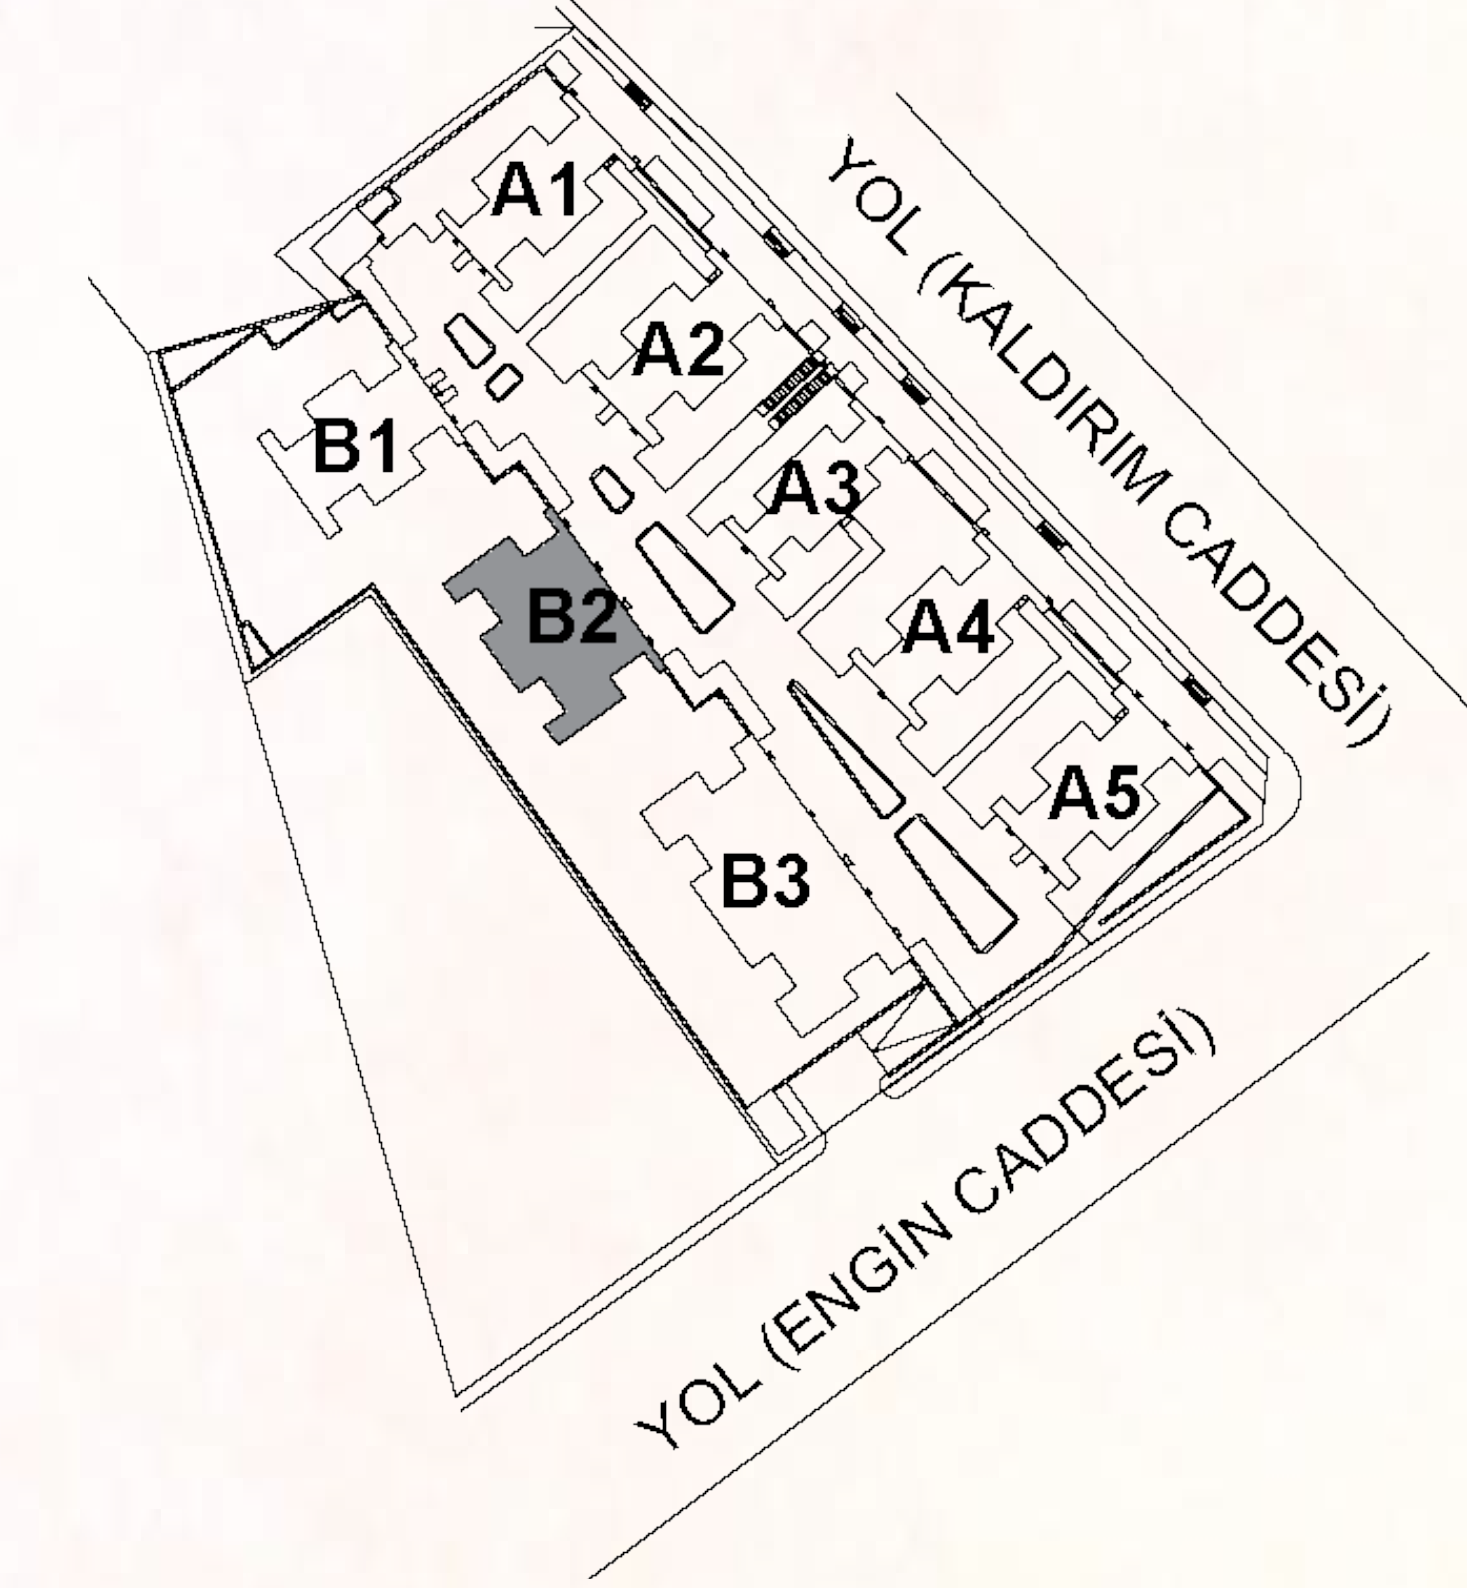 A1
A2
A3
A4
A5
B1
B2
B3
YOL (KALDIRIM CADDESİ)
YOL (ENGİN CADDESİ)